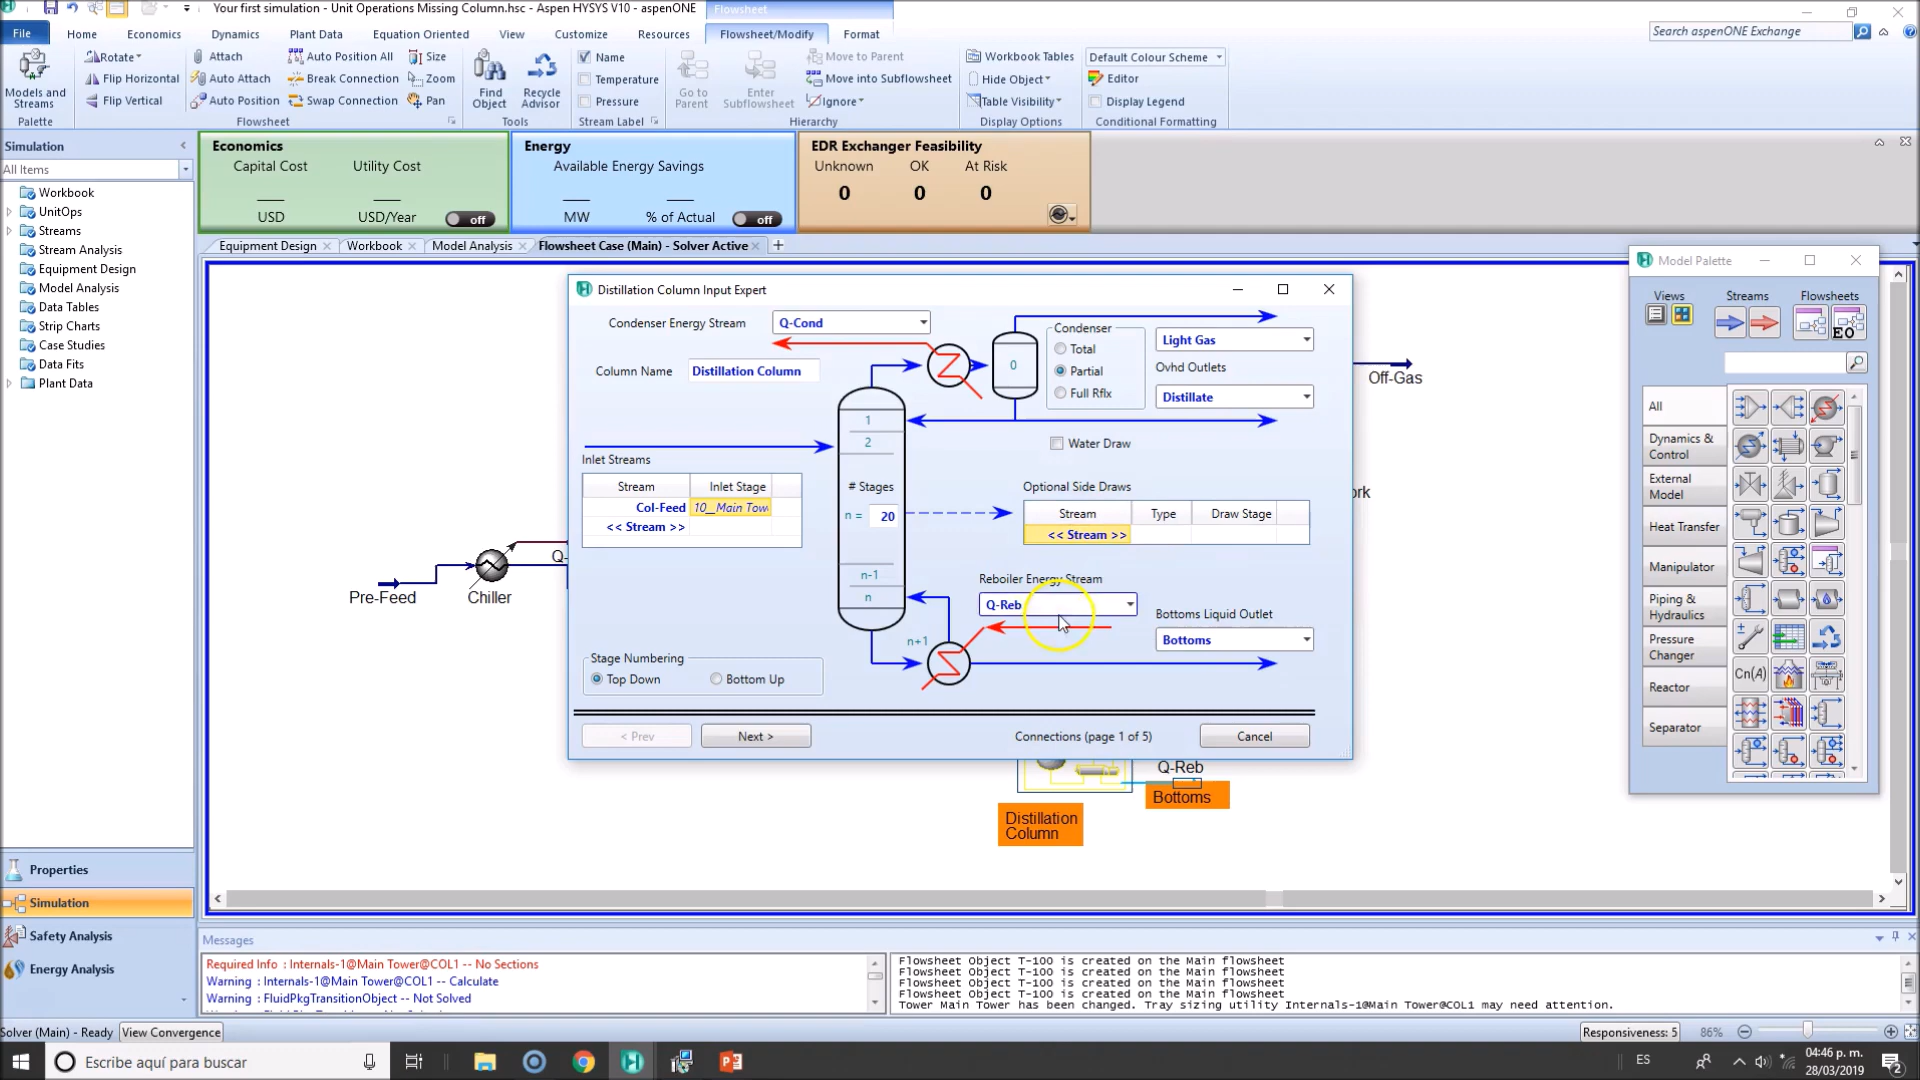 Your first simulation - Unit Operations Missing Column.hsc - Aspen HYSYS V10 - aspenONE
Flowsheet
File
Home
Economics
Dynamics
Plant Data
Equation Oriented
View
Customize
Resources
Flowsheet/Modify
Format
Search aspenONE Exchange
Models and Streams
Palette
Rotate
Flip Horizontal
Flip Vertical
Attach
Auto Attach
Auto Position
Auto Position All
Break Connection
Swap Connection
Size
Zoom
Pan
Flowsheet
Find Object
Recycle Advisor
Tools
Name
Temperature
Pressure
Stream Label
Go to Parent
Enter Subflowsheet
Move to Parent
Move into Subflowsheet
Ignore
Hierarchy
Workbook Tables
Hide Object
Table Visibility
Display Options
Default Colour Scheme
Editor
Display Legend
Conditional Formatting
Simulation
All Items
Workbook
UnitOps
Streams
Stream Analysis
Equipment Design
Model Analysis
Data Tables
Strip Charts
Case Studies
Data Fits
Plant Data
Properties
Simulation
Safety Analysis
Energy Analysis
Economics
Capital Cost
Utility Cost
USD
USD/Year
off
Energy
Available Energy Savings
MW
% of Actual
off
EDR Exchanger Feasibility
Unknown
OK
At Risk
0
0
0
Equipment Design
Workbook
Model Analysis
Flowsheet Case (Main) - Solver Active
Pre-Feed
Chiller
Q-
Off-Gas
ork
Q-Reb
Bottoms
Distillation
Column
Distillation Column Input Expert
Condenser Energy Stream
Q-Cond
Column Name
Distillation Column
0
Condenser
Total
Partial
Full Rflx
Light Gas
Ovhd Outlets
Distillate
Water Draw
1
2
# Stages
n =
20
n-1
n
n+1
Inlet Streams
Stream
Inlet Stage
Col-Feed
10__Main Tow
<< Stream >>
Optional Side Draws
Stream
Type
Draw Stage
<< Stream >>
Reboiler Energy Stream
Q-Reb
Bottoms Liquid Outlet
Bottoms
Stage Numbering
Top Down
Bottom Up
< Prev
Next >
Connections (page 1 of 5)
Cancel
Model Palette
Views
Streams
Flowsheets
EO
All
Dynamics & Control
External Model
Heat Transfer
Manipulator
Piping & Hydraulics
Pressure Changer
Reactor
Separator
Cn(A)
Messages
Required Info : Internals-1@Main Tower@COL1 -- No Sections
Warning : Internals-1@Main Tower@COL1 -- Calculate
Warning : FluidPkgTransitionObject -- Not Solved
Flowsheet Object T-100 is created on the Main flowsheet
Flowsheet Object T-100 is created on the Main flowsheet
Flowsheet Object T-100 is created on the Main flowsheet
Flowsheet Object T-100 is created on the Main flowsheet
Tower Main Tower has been changed. Tray sizing utility Internals-1@Main Tower@COL1 may need attention.
Solver (Main) - Ready
View Convergence
Responsiveness: 5
86%
Escribe aquí para buscar
ES
04:46 p. m.
28/03/2019
2